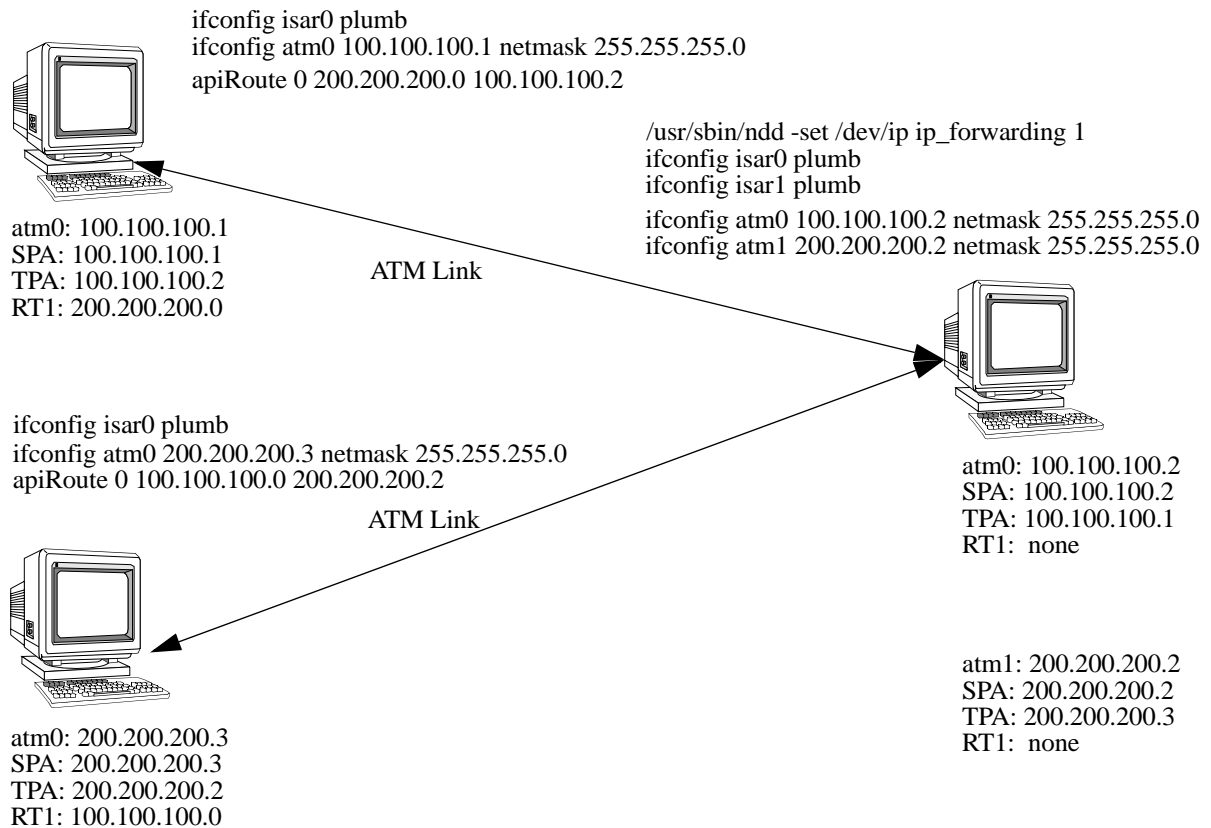 ifconfig isar0 plumb
ifconfig atm0 100.100.100.1 netmask 255.255.255.0
apiRoute 0 200.200.200.0 100.100.100.2
/usr/sbin/ndd -set /dev/ip ip_forwarding 1
ifconfig isar0 plumb
ifconfig isar1 plumb
ifconfig atm0 100.100.100.2 netmask 255.255.255.0
ifconfig atm1 200.200.200.2 netmask 255.255.255.0
atm0: 100.100.100.1
SPA: 100.100.100.1
TPA: 100.100.100.2
RT1: 200.200.200.0
ATM Link
ifconfig isar0 plumb
ifconfig atm0 200.200.200.3 netmask 255.255.255.0
apiRoute 0 100.100.100.0 200.200.200.2
ATM Link
atm0: 100.100.100.2
SPA: 100.100.100.2
TPA: 100.100.100.1
RT1: none
atm1: 200.200.200.2
SPA: 200.200.200.2
TPA: 200.200.200.3
RT1: none
atm0: 200.200.200.3
SPA: 200.200.200.3
TPA: 200.200.200.2
RT1: 100.100.100.0